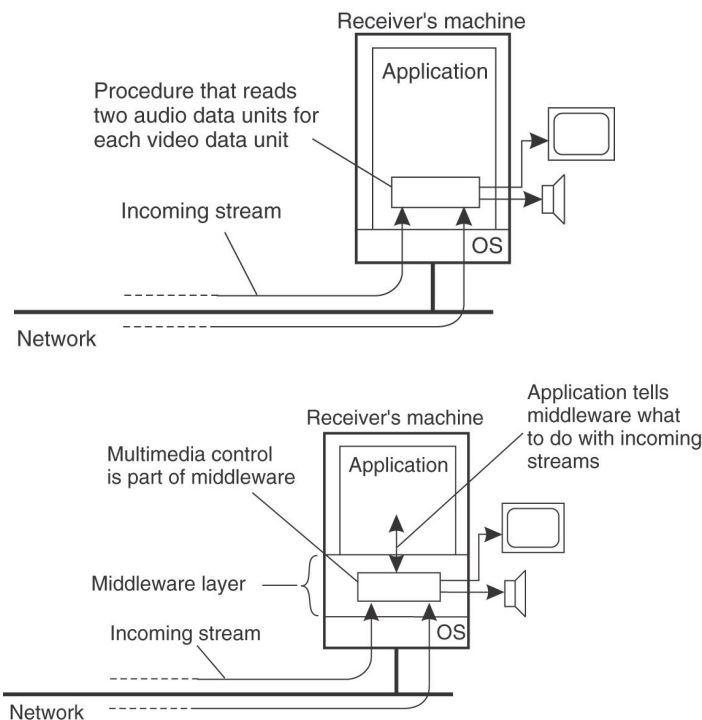 Receiver's machine
Application
Procedure that reads
two audio data units for
each video data unit
Incoming stream
OS
Network
Application tells
middleware what
to do with incoming
streams
Receiver's machine
Multimedia control
is part of middleware
Application
Middleware layer
Incoming stream
OS
Network